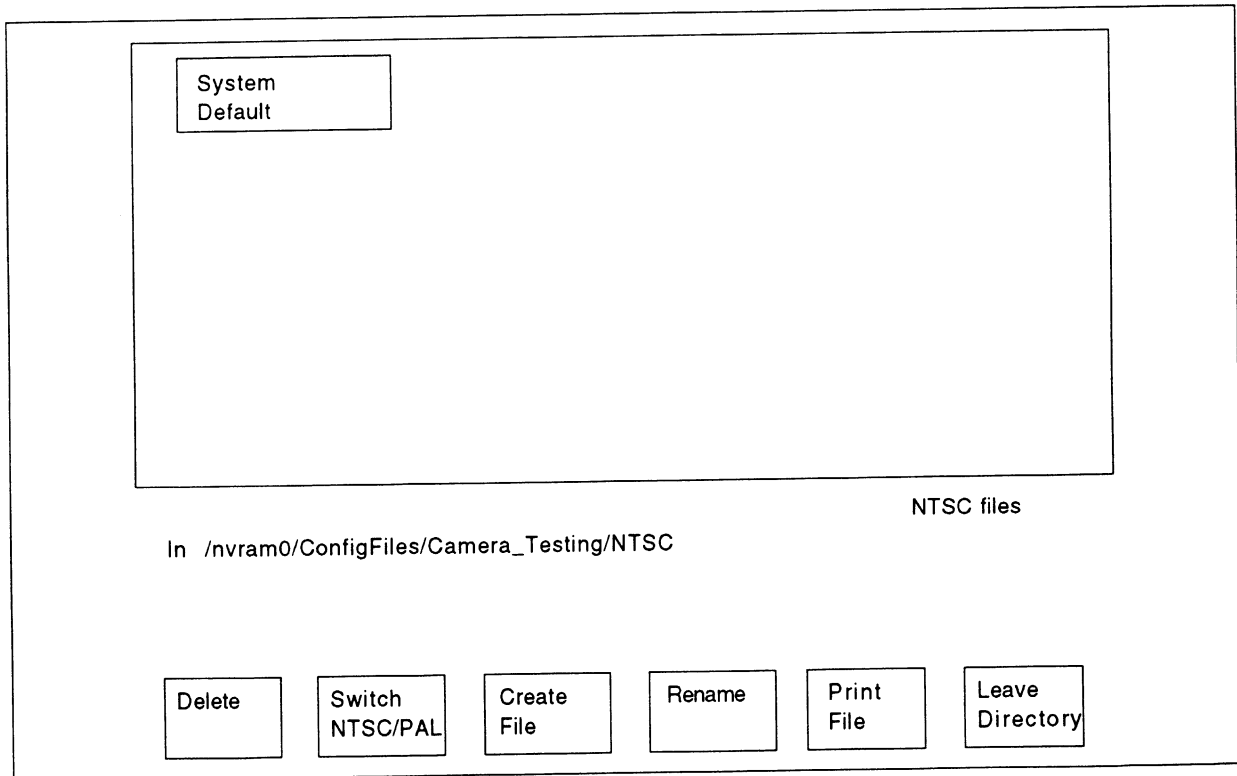 System
Default
NTSC files
In /nvram0/ConfigFiles/Camera_Testing/NTSC
Delete
Switch
NTSC/PAL
Create
File
Rename
Print
File
Leave
Directory